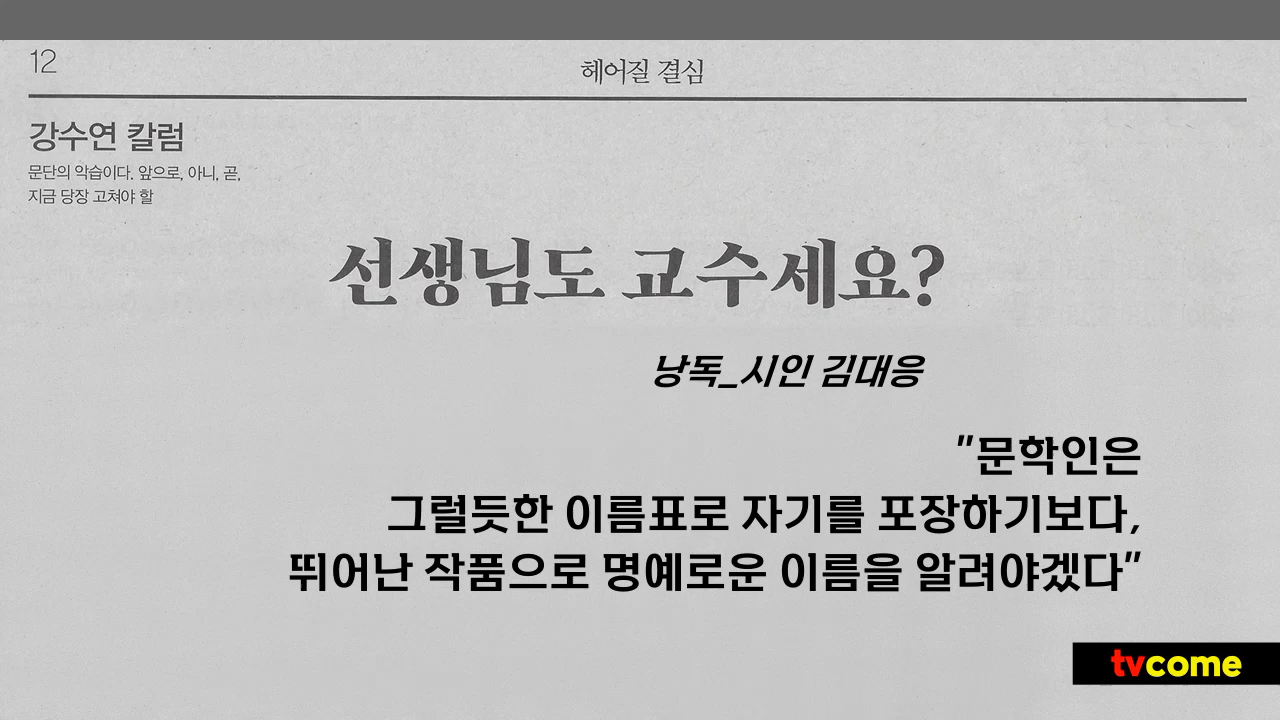 12
헤어질 결심
강수연 칼럼
문단의 악습이다. 앞으로, 아니, 곧,
지금 당장 고쳐야 할
선생님도 교수세요?
낭독_시인 김대응
"문학인은
그럴듯한 이름표로 자기를 포장하기보다,
뛰어난 작품으로 명예로운 이름을 알려야겠다"
tvcome